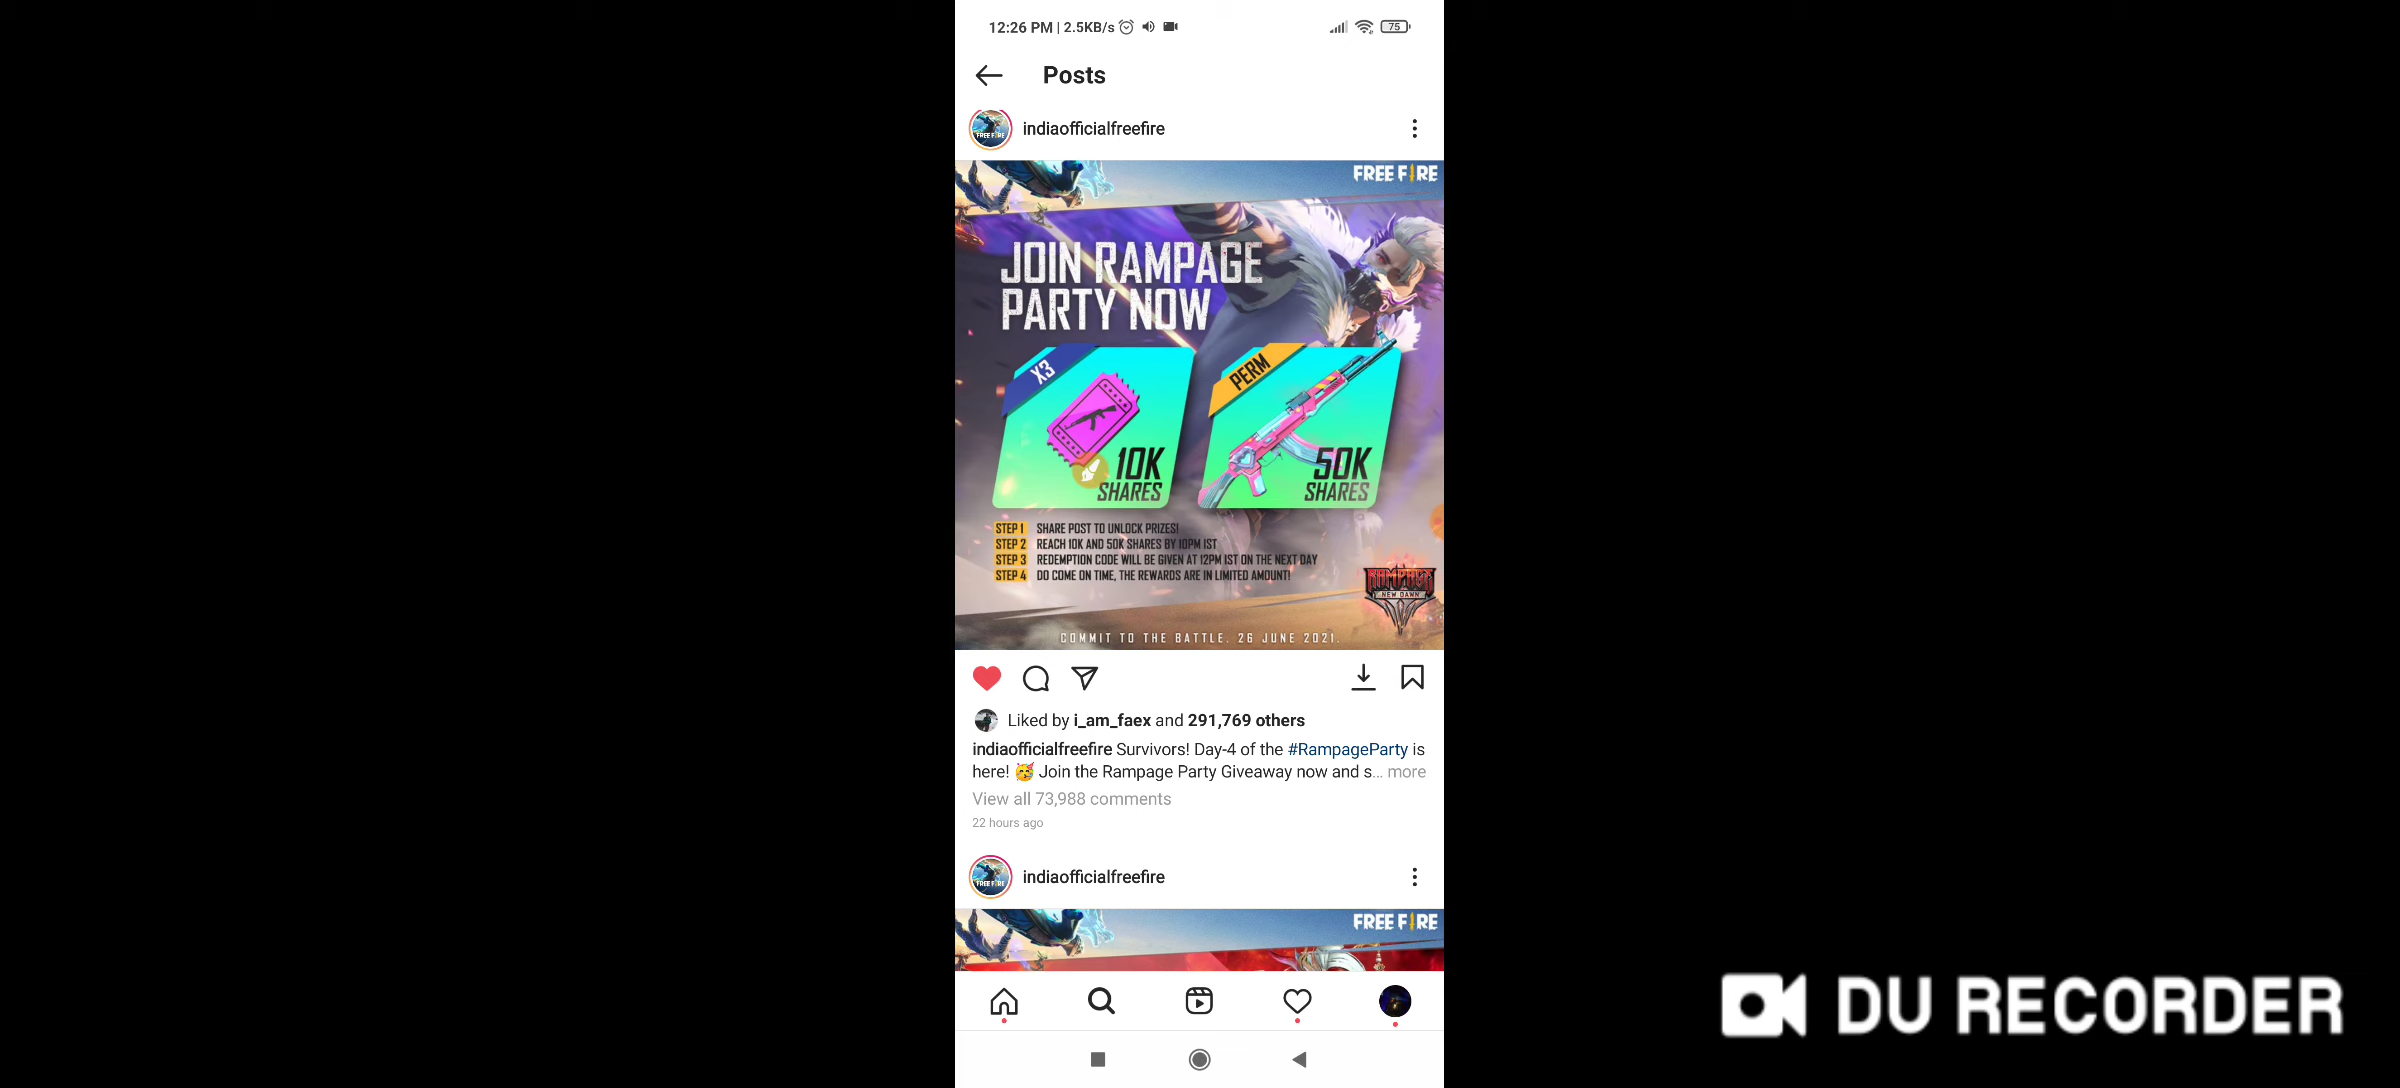 12:26 PM | 2.5KB/s
75
Posts
indiaofficialfreefire
FREE FIRE
FREE FIRE
JOIN RAMPAGE
PARTY NOW
X3
10K
SHARES
PERM
50K
SHARES
STEP 1 SHARE POST TO UNLOCK PRIZES!
STEP 2 REACH 10K AND 50K SHARES BY 10PM IST
STEP 3 REDEMPTION CODE WILL BE GIVEN AT 12PM IST ON THE NEXT DAY
STEP 4 DO COME ON TIME, THE REWARDS ARE IN LIMITED AMOUNT!
RAMPAGE
NEW DAWN
COMMIT TO THE BATTLE. 26 JUNE 2021.
Liked by i_am_faex and 291,769 others
indiaofficialfreefire Survivors! Day-4 of the #RampageParty is
here! 🥳 Join the Rampage Party Giveaway now and s... more
View all 73,988 comments
22 hours ago
indiaofficialfreefire
FREE FIRE
FREE FIRE
DU RECORDER